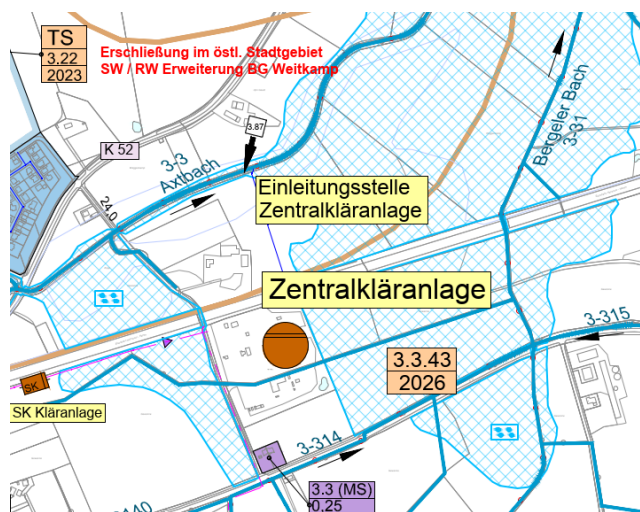 TS
3.22
2023
Erschließung im östl. Stadtgebiet
SW / RW Erweiterung BG Weitkamp
K 52
3.87
3-3
Axtbach
24.0
Bergeler Bach
3-31
Einleitungsstelle
Zentralkläranlage
Zentralkläranlage
3-315
3.3.43
2026
SK
SK Kläranlage
3-314
3.3 (MS)
0.25